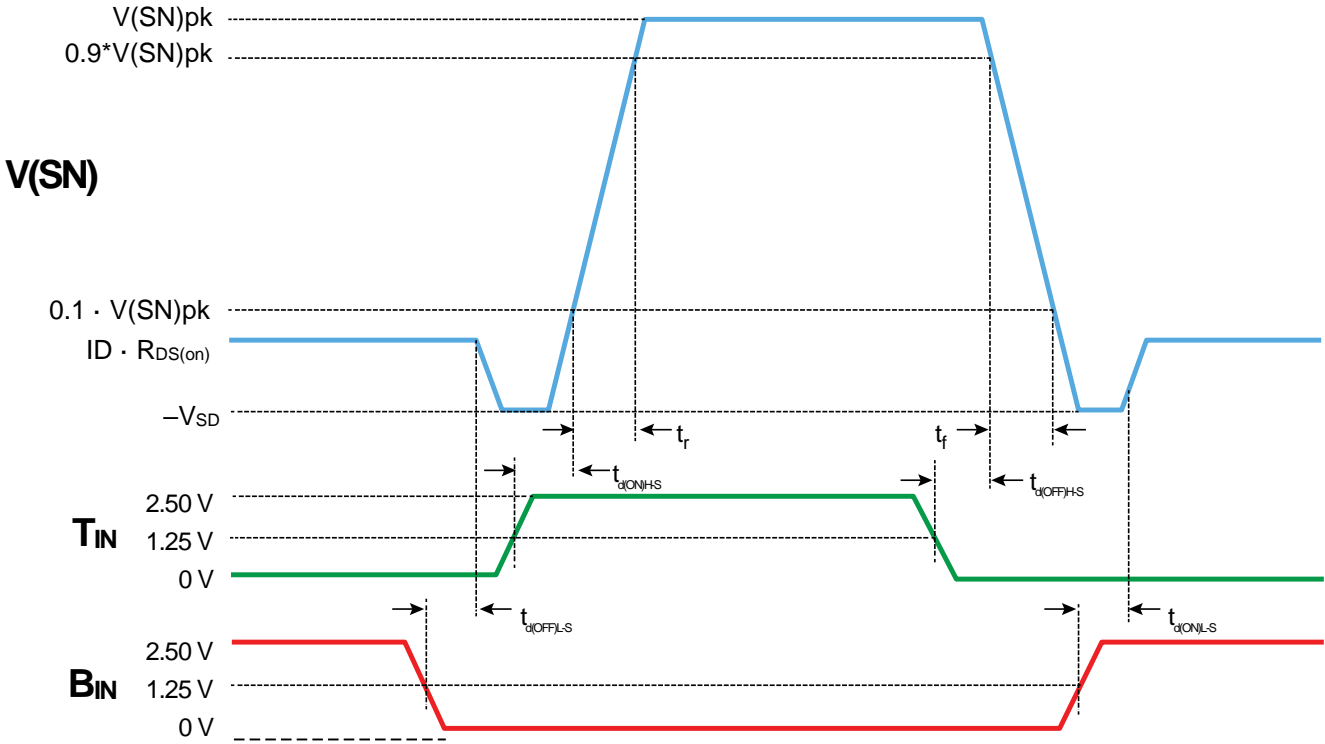 V(SN)pk
0.9*V(SN)pk
V(SN)
0.1 · V(SN)pk
ID · RDS(on)
–VSD
tr
tf
td(ON)H-S
td(OFF)H-S
2.50 V
TIN
1.25 V
0 V
td(OFF)L-S
td(ON)L-S
2.50 V
BIN
1.25 V
0 V